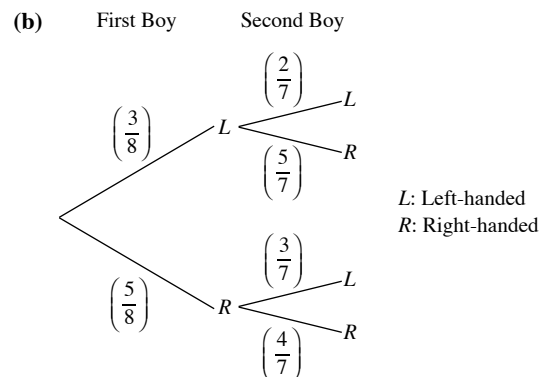 (b) First Boy Second Boy
(2/7)
L
(3/8)
L
(5/7)
R
L: Left-handed
R: Right-handed
(3/7)
L
(5/8)
R
(4/7)
R